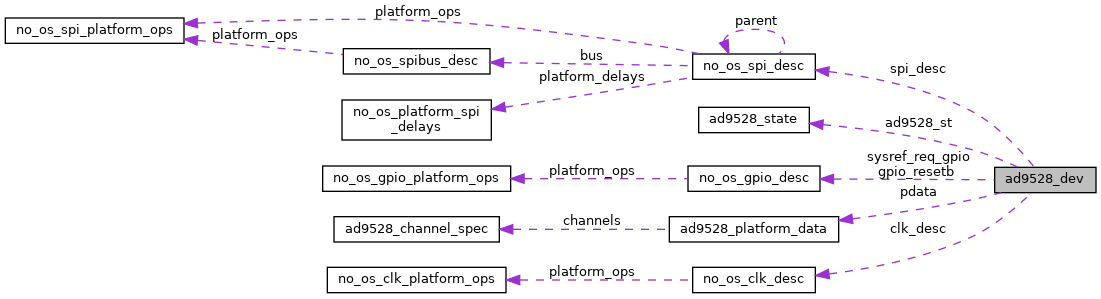 platform_ops
parent
no_os_spi_platform_ops
platform_ops
no_os_spibus_desc
bus
no_os_spi_desc
spi_desc
platform_delays
no_os_platform_spi
_delays
ad9528_state
ad9528_st
sysref_req_gpio
gpio_resetb
no_os_gpio_platform_ops
platform_ops
no_os_gpio_desc
ad9528_dev
pdata
ad9528_channel_spec
channels
ad9528_platform_data
clk_desc
no_os_clk_platform_ops
platform_ops
no_os_clk_desc